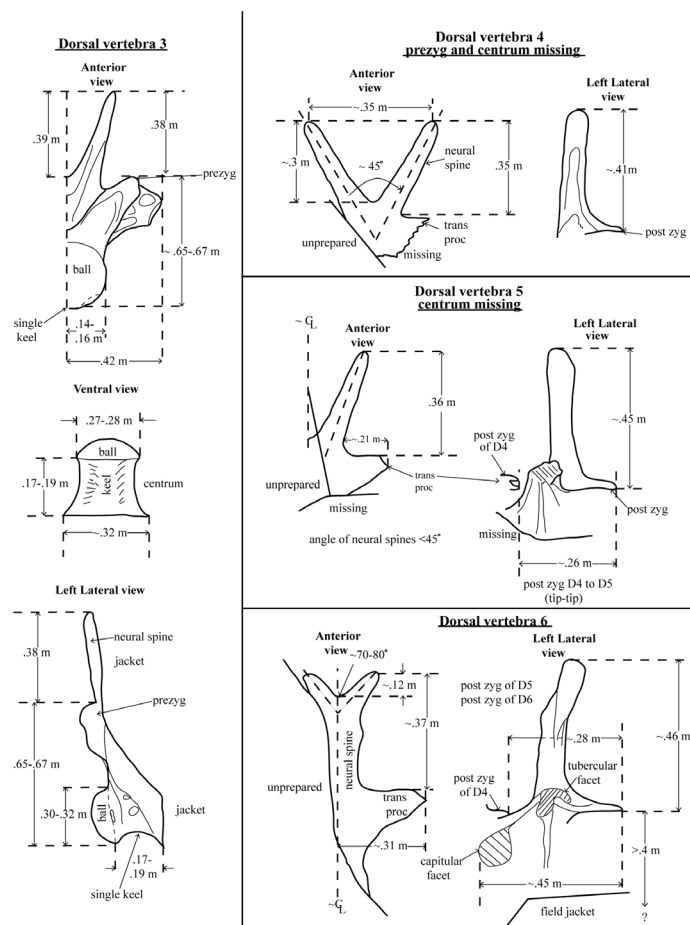 Dorsal vertebra 3
Anterior
view
.39 m
.38 m
prezyg
~ .65-.67 m
ball
single
keel
.14-
.16 m
.42 m
Ventral view
.27-.28 m
ball
.17-
.19 m
keel
centrum
~.32 m
Left Lateral view
neural spine
.38 m
jacket
prezyg
.65-.67 m
.30-.32 m
ball
jacket
.17-
.19 m
single keel
Dorsal vertebra 4
prezyg and centrum missing
Anterior
view
Left Lateral
view
~.35 m
~.3 m
~ 45°
neural
spine
.35 m
~.41m
unprepared
trans
proc
missing
post zyg
Dorsal vertebra 5
centrum missing
~ CL
Anterior
view
Left Lateral
view
.36 m
~.45 m
~.21 m
post zyg
of D4
unprepared
trans
proc
post zyg
missing
missing
angle of neural spines <45°
~.26 m
post zyg D4 to D5
(tip-tip)
Dorsal vertebra 6
Anterior
view
Left Lateral
view
~70-80°
~.12 m
post zyg of D5
post zyg of D6
~.37 m
neural spine
~.28 m
~.46 m
unprepared
tubercular
facet
post zyg
of D4
trans
proc
capitular
facet
>.4 m
~.31 m
~.45 m
~CL
field jacket
?